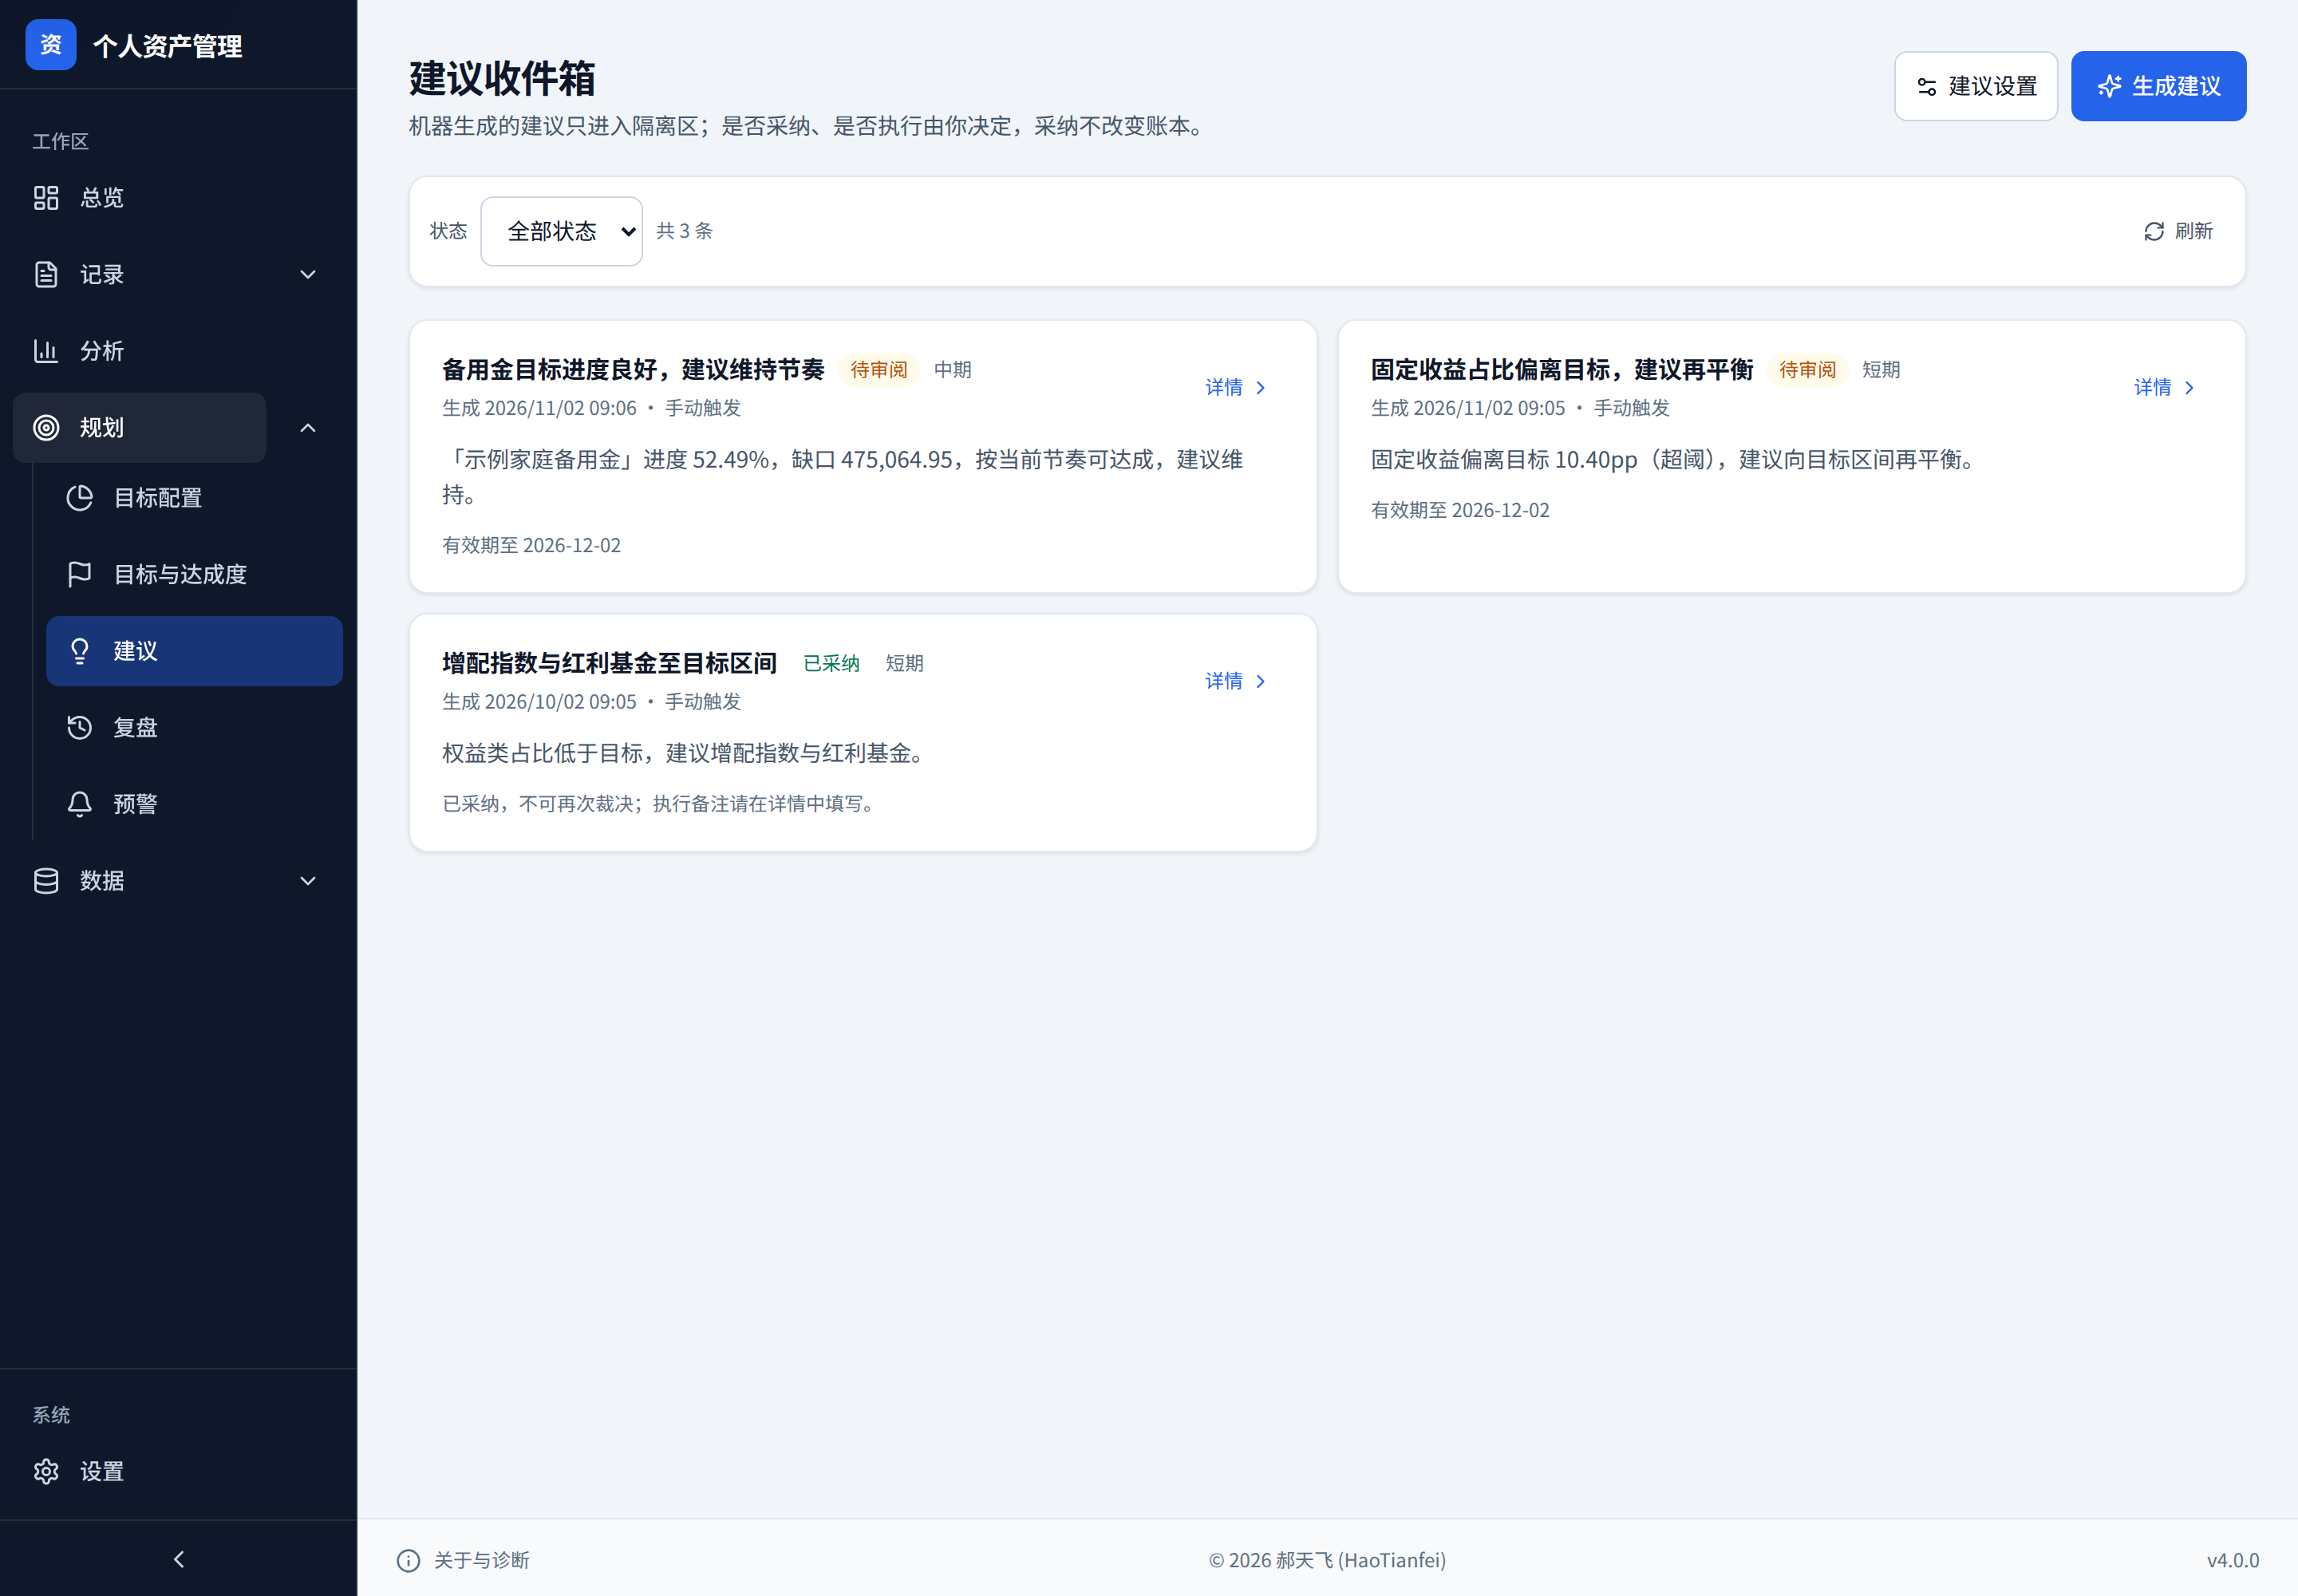 资 个人资产管理
工作区
总览
记录
分析
规划
目标配置
目标与达成度
建议
复盘
预警
数据
系统
设置
建议收件箱
机器生成的建议只进入隔离区；是否采纳、是否执行由你决定，采纳不改变账本。
建议设置
生成建议
状态 全部状态 共 3 条
刷新
备用金目标进度良好，建议维持节奏 待审阅 中期
生成 2026/11/02 09:06 • 手动触发
详情
「示例家庭备用金」进度 52.49%，缺口 475,064.95，按当前节奏可达成，建议维
持。
有效期至 2026-12-02
固定收益占比偏离目标，建议再平衡 待审阅 短期
生成 2026/11/02 09:05 • 手动触发
详情
固定收益偏离目标 10.40pp（超阈），建议向目标区间再平衡。
有效期至 2026-12-02
增配指数与红利基金至目标区间 已采纳 短期
生成 2026/10/02 09:05 • 手动触发
详情
权益类占比低于目标，建议增配指数与红利基金。
已采纳，不可再次裁决；执行备注请在详情中填写。
关于与诊断
© 2026 郝天飞 (HaoTianfei)
v4.0.0